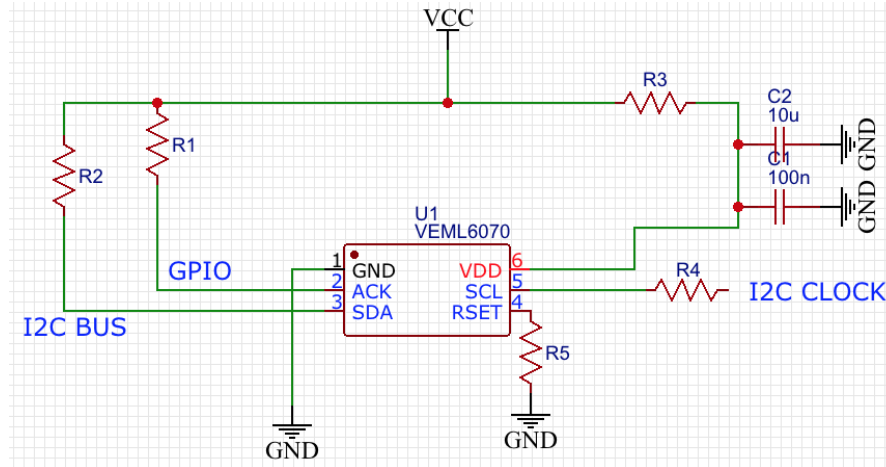 VCC
R3
C2
10u
GND
R1
R2
C1
100n
GND
U1
VEML6070
1
GND
VDD
6
GPIO
2
ACK
SCL
5
R4
I2C CLOCK
3
SDA
RSET
4
I2C BUS
R5
GND
GND